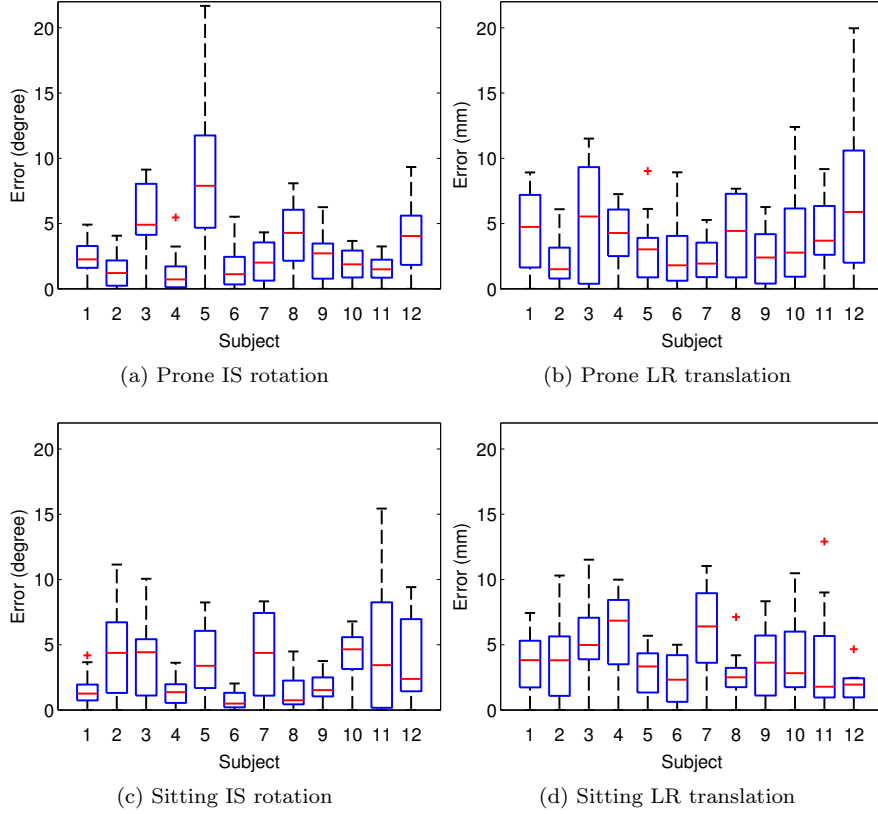 20
15
10
5
0
Error (degree)
1 2 3 4 5 6 7 8 9 10 11 12
Subject
(a) Prone IS rotation
20
15
10
5
0
Error (mm)
1 2 3 4 5 6 7 8 9 10 11 12
Subject
(b) Prone LR translation
20
15
10
5
0
Error (degree)
1 2 3 4 5 6 7 8 9 10 11 12
Subject
(c) Sitting IS rotation
20
15
10
5
0
Error (mm)
1 2 3 4 5 6 7 8 9 10 11 12
Subject
(d) Sitting LR translation